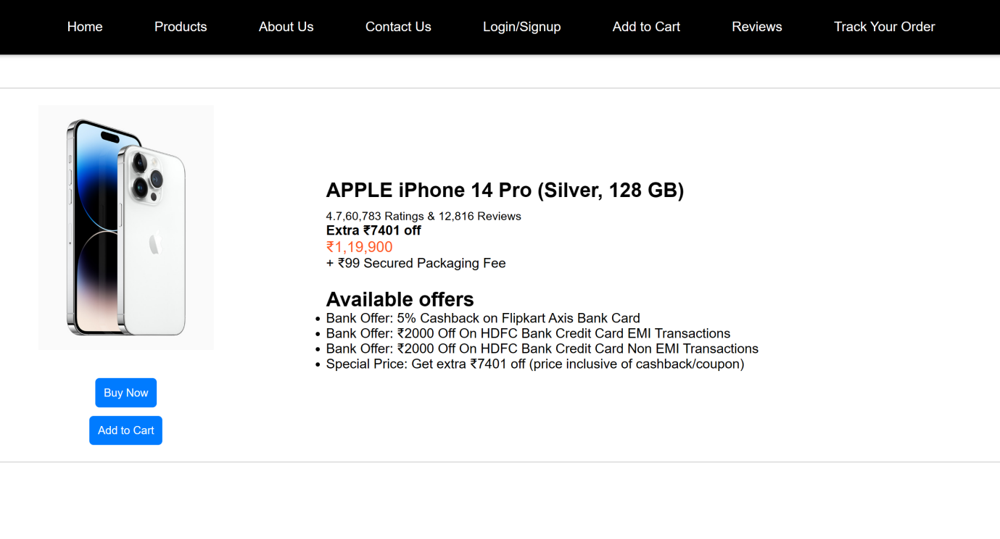 Home Products About Us Contact Us Login/Signup Add to Cart Reviews Track Your Order
APPLE iPhone 14 Pro (Silver, 128 GB)
4.7,60,783 Ratings & 12,816 Reviews
Extra ₹7401 off
₹1,19,900
+ ₹99 Secured Packaging Fee
Available offers
Bank Offer: 5% Cashback on Flipkart Axis Bank Card
Bank Offer: ₹2000 Off On HDFC Bank Credit Card EMI Transactions
Bank Offer: ₹2000 Off On HDFC Bank Credit Card Non EMI Transactions
Special Price: Get extra ₹7401 off (price inclusive of cashback/coupon)
Buy Now
Add to Cart